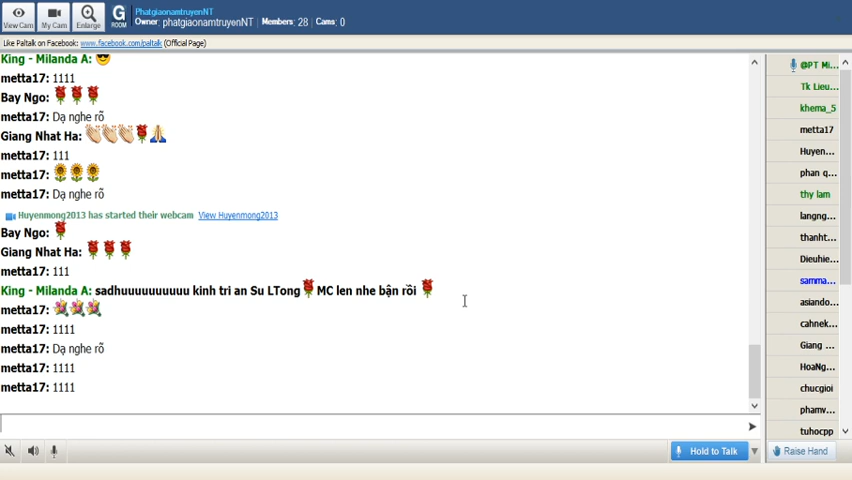 View Cam
My Cam
Enlarge
G
ROOM
PhatgiaonamtruyenNT
Owner: phatgiaonamtruyenNT Members: 28 Cams: 0
Like Paltalk on Facebook: www.facebook.com/paltalk (Official Page)
King - Milanda A:
metta17: 1111
Bay Ngo:
metta17: Dạ nghe rõ
Giang Nhat Ha:
metta17: 111
metta17:
metta17: Dạ nghe rõ
Huyenmong2013 has started their webcam View Huyenmong2013
Bay Ngo:
Giang Nhat Ha:
metta17: 111
King - Milanda A: sadhuuuuuuuuuu kinh tri an Su LTong MC len nhe bận rồi
metta17:
metta17: 1111
metta17: Dạ nghe rõ
metta17: 1111
metta17: 1111
@PT Mi...
Tk Lieu...
khema_5
metta17
Huyen...
phan q...
thy lam
langng...
thanht...
Dieuhie...
samma...
asiando...
cahnek...
Giang ...
HoaNg...
chucgioi
phamv...
tuhocpp
Hold to Talk
Raise Hand